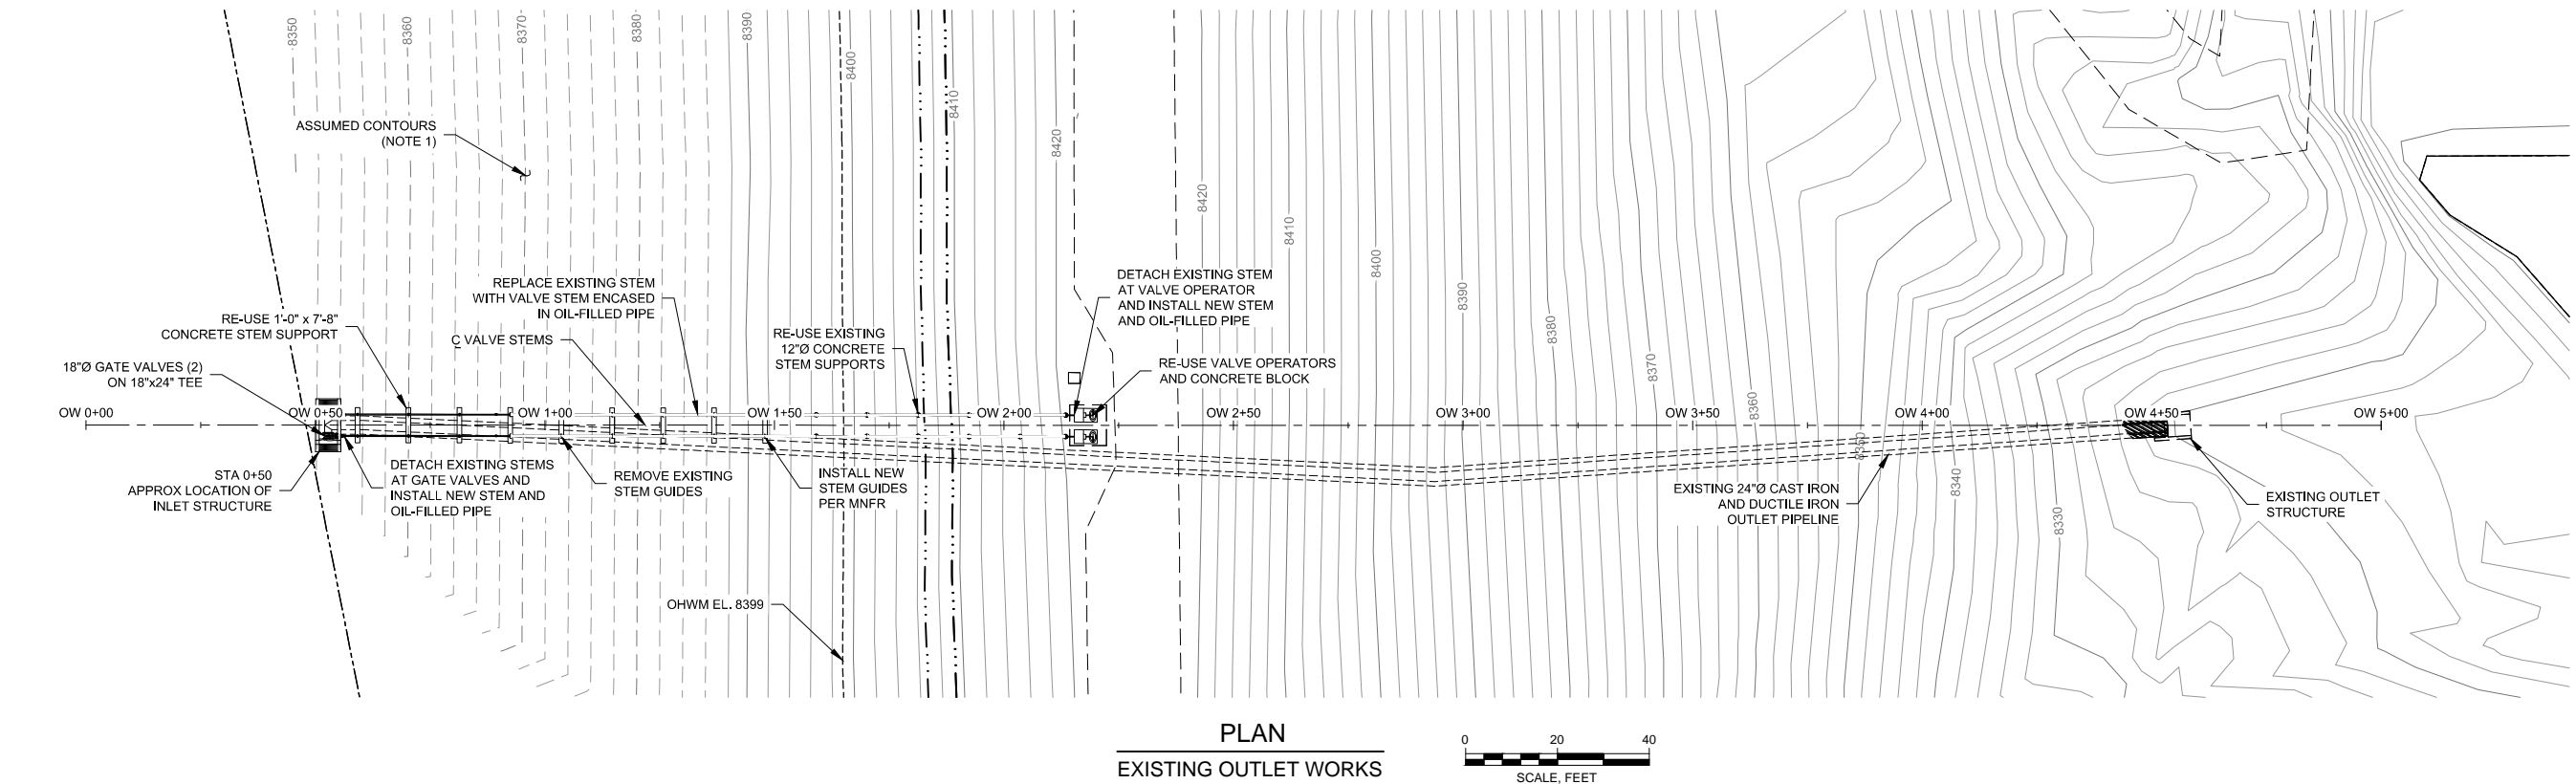 8350
8360
8370
8380
8390
8400
8410
8420
8420
8410
8400
8390
8380
8370
8360
8350
8340
8330
ASSUMED CONTOURS
(NOTE 1)
REPLACE EXISTING STEM
WITH VALVE STEM ENCASED
IN OIL-FILLED PIPE
RE-USE 1'-0" x 7'-8"
CONCRETE STEM SUPPORT
C VALVE STEMS
18"Ø GATE VALVES (2)
ON 18"x24" TEE
RE-USE EXISTING
12"Ø CONCRETE
STEM SUPPORTS
DETACH EXISTING STEM
AT VALVE OPERATOR
AND INSTALL NEW STEM
AND OIL-FILLED PIPE
RE-USE VALVE OPERATORS
AND CONCRETE BLOCK
OW 0+00
OW 0+50
OW 1+00
OW 1+50
OW 2+00
OW 2+50
OW 3+00
OW 3+50
OW 4+00
OW 4+50
OW 5+00
STA 0+50
APPROX LOCATION OF
INLET STRUCTURE
DETACH EXISTING STEMS
AT GATE VALVES AND
INSTALL NEW STEM AND
OIL-FILLED PIPE
REMOVE EXISTING
STEM GUIDES
INSTALL NEW
STEM GUIDES
PER MNFR
EXISTING 24"Ø CAST IRON
AND DUCTILE IRON
OUTLET PIPELINE
EXISTING OUTLET
STRUCTURE
OHWM EL. 8399
PLAN
EXISTING OUTLET WORKS
0 20 40
SCALE, FEET